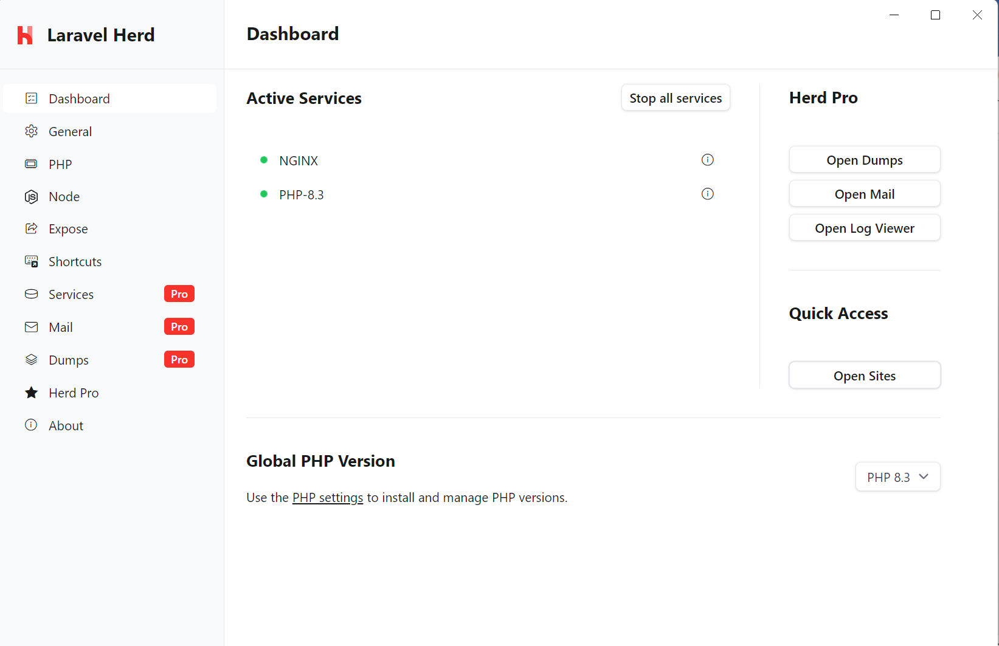 Laravel Herd
Dashboard
General
PHP
Node
Expose
Shortcuts
Services Pro
Mail Pro
Dumps Pro
Herd Pro
About
Dashboard
Active Services
Stop all services
NGINX
PHP-8.3
Herd Pro
Open Dumps
Open Mail
Open Log Viewer
Quick Access
Open Sites
Global PHP Version
Use the PHP settings to install and manage PHP versions.
PHP 8.3